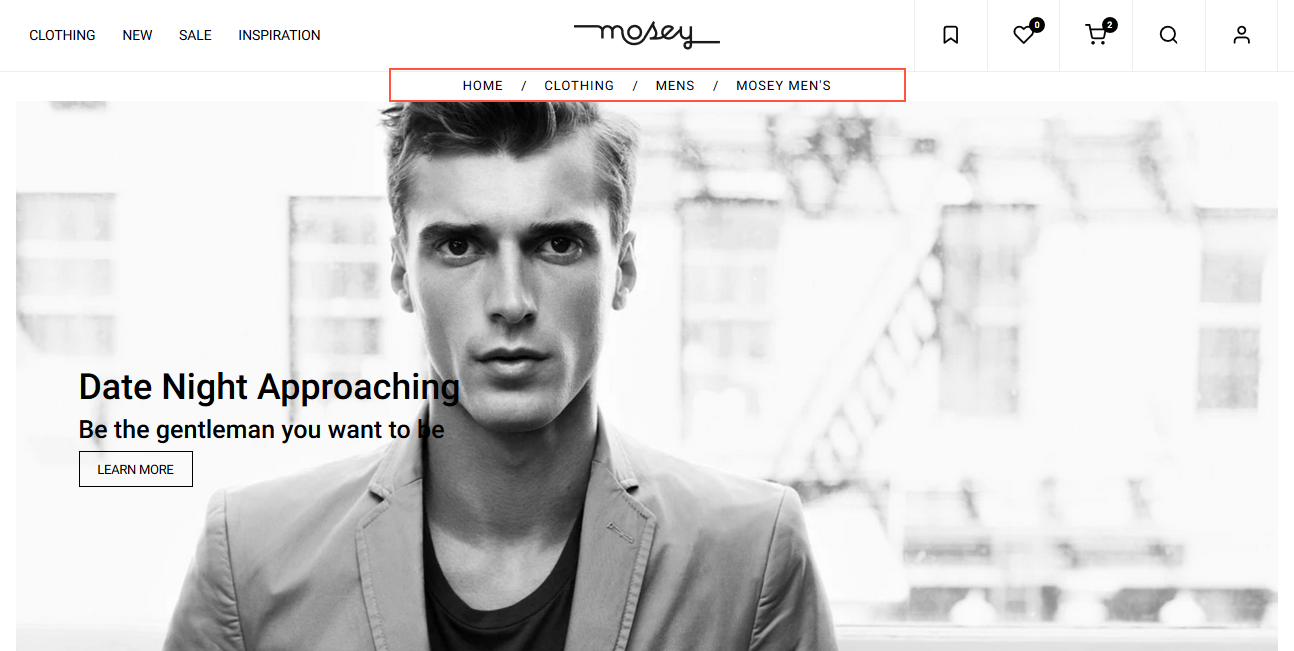 CLOTHING NEW SALE INSPIRATION mosey 0 2
HOME / CLOTHING / MENS / MOSEY MEN'S
Date Night Approaching
Be the gentleman you want to be
LEARN MORE